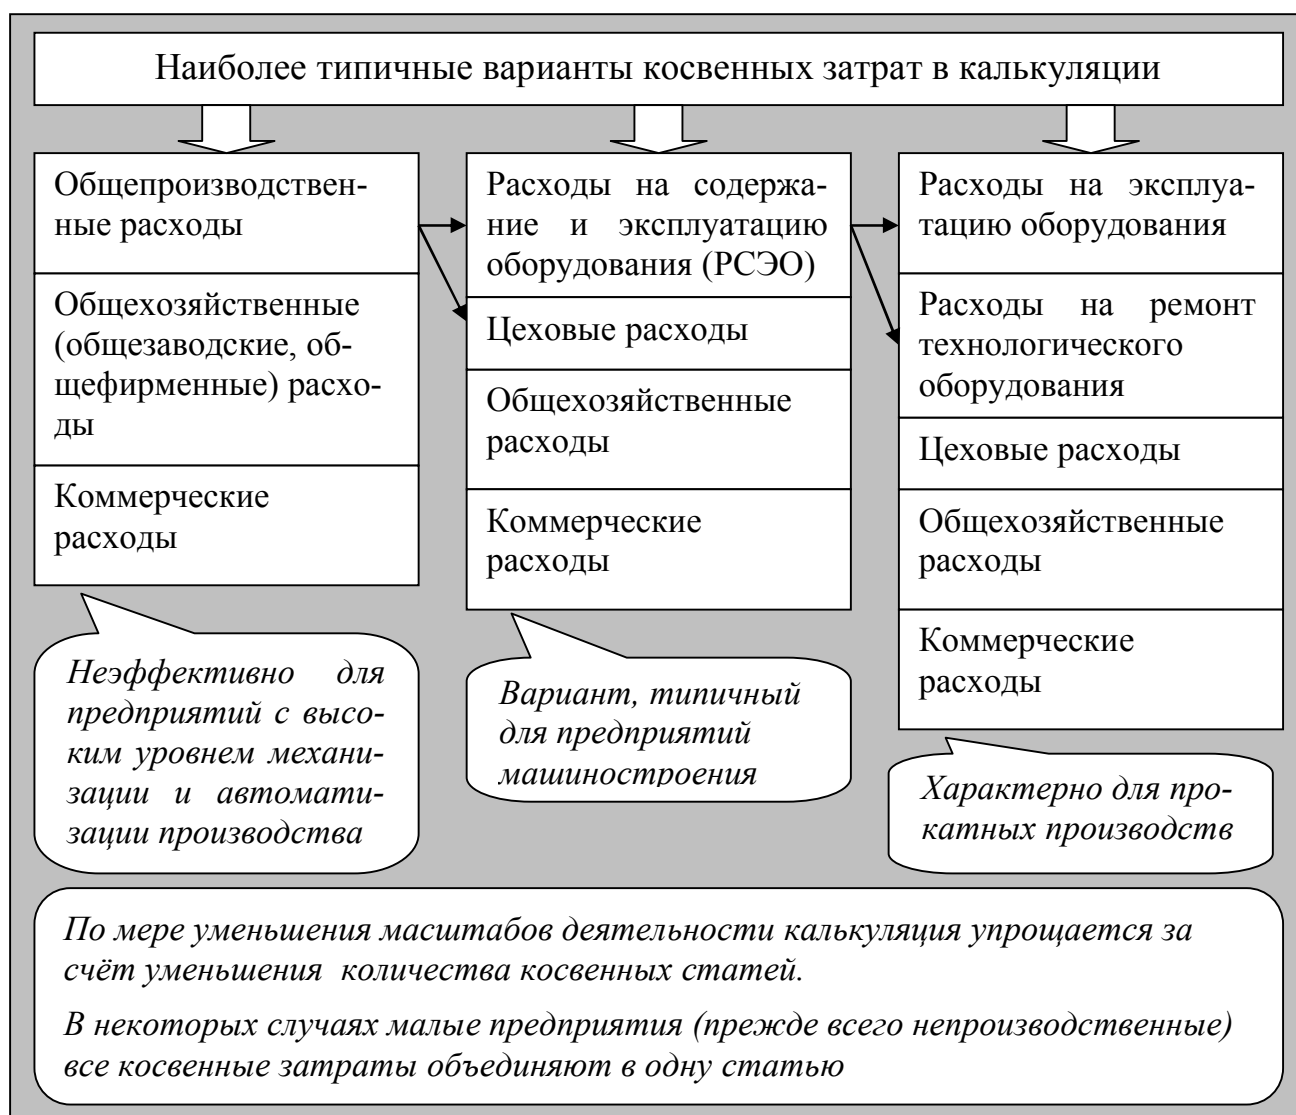 Наиболее типичные варианты косвенных затрат в калькуляции
Общепроизводствен-
ные расходы
Общехозяйственные
(общезаводские, об-
щефирменные) расхо-
ды
Коммерческие
расходы
Неэффективно для
предприятий с высо-
ким уровнем механи-
зации и автомати-
зации производства
Расходы на содержа-
ние и эксплуатацию
оборудования (РСЭО)
Цеховые расходы
Общехозяйственные
расходы
Коммерческие
расходы
Вариант, типичный
для предприятий
машиностроения
Расходы на эксплуа-
тацию оборудования
Расходы на ремонт
технологического
оборудования
Цеховые расходы
Общехозяйственные
расходы
Коммерческие
расходы
Характерно для про-
катных производств
По мере уменьшения масштабов деятельности калькуляция упрощается за
счёт уменьшения количества косвенных статей.
В некоторых случаях малые предприятия (прежде всего непроизводственные)
все косвенные затраты объединяют в одну статью